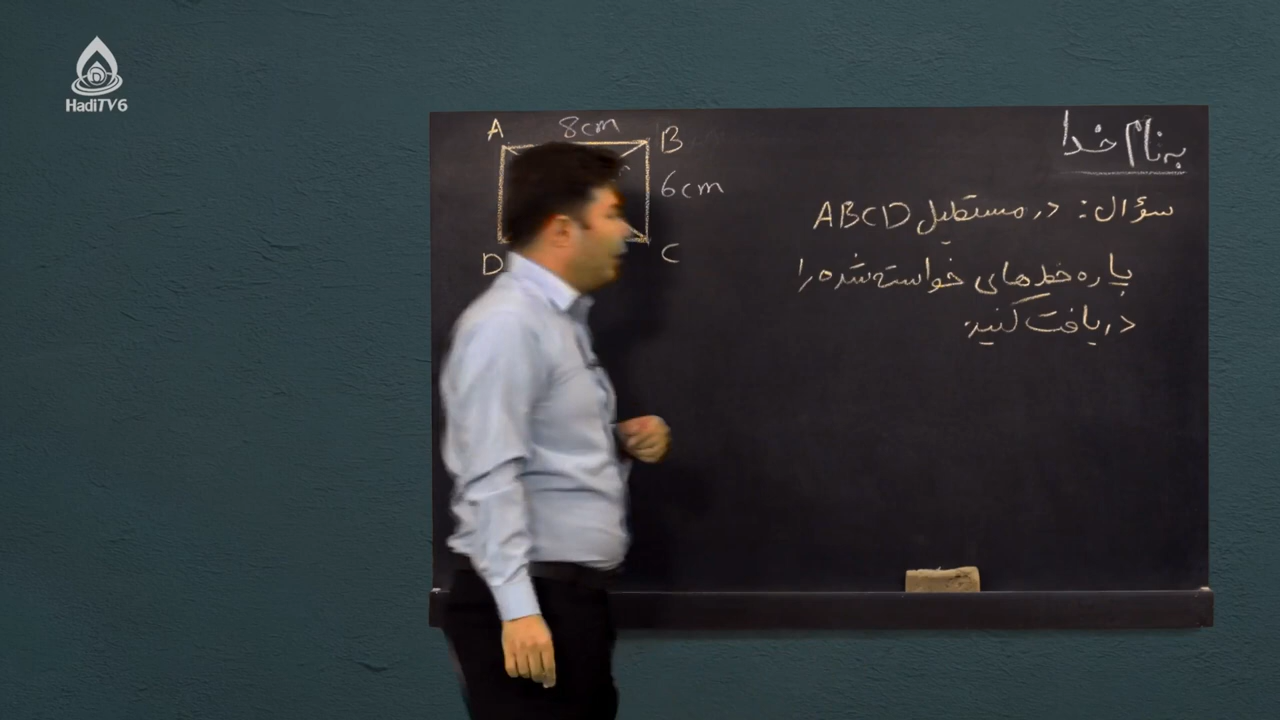 HadiTV6
به نام خدا
سؤال: در مستطیل ABCD
پاره خط‌های خواسته شده را
دریافت کنید.
A 8cm B
6cm
D C